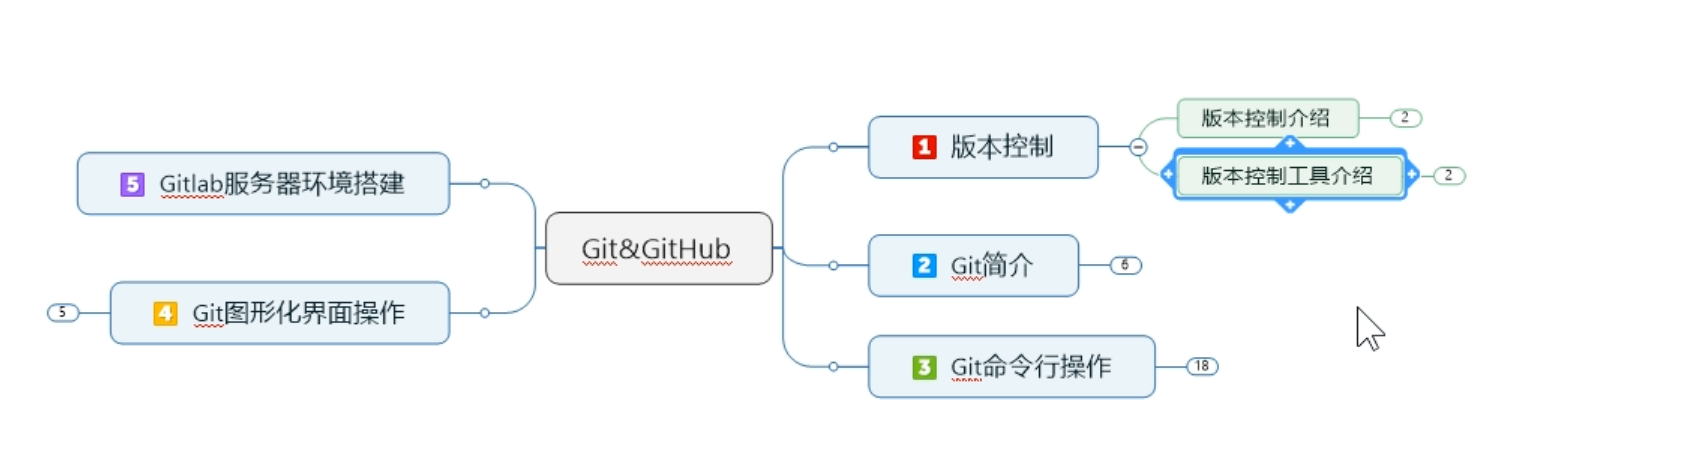 Git&GitHub
1 版本控制
版本控制介绍
2
版本控制工具介绍
2
2 Git简介
6
3 Git命令行操作
18
4 Git图形化界面操作
5
5 Gitlab服务器环境搭建